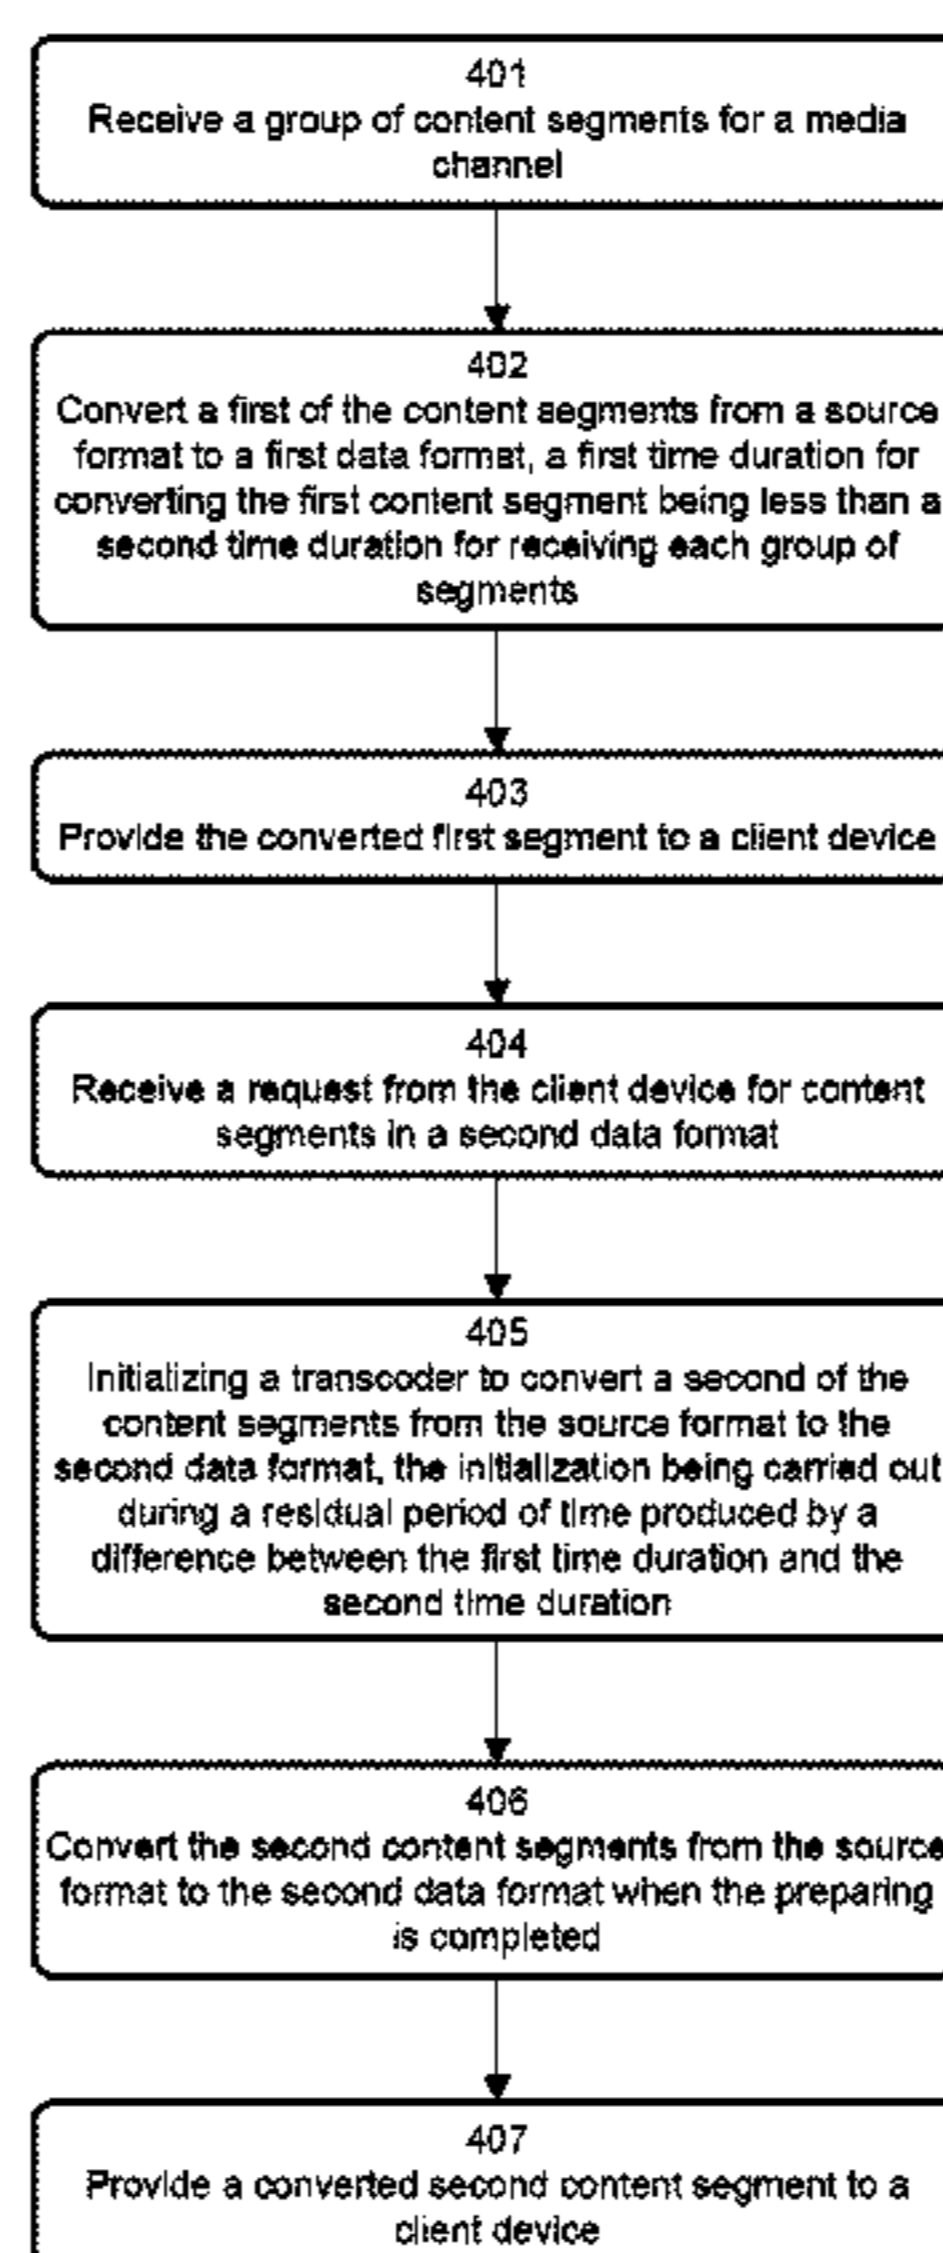 401
Receive a group of content segments for a media
channel
402
Convert a first of the content segments from a source
format to a first data format, a first time duration for
converting the first content segment being less than a
second time duration for receiving each group of
segments
403
Provide the converted first segment to a client device
404
Receive a request from the client device for content
segments in a second data format
405
Initializing a transcoder to convert a second of the
content segments from the source format to the
second data format, the initialization being carried out
during a residual period of time produced by a
difference between the first time duration and the
second time duration
406
Convert the second content segments from the source
format to the second data format when the preparing
is completed
407
Provide a converted second content segment to a
client device